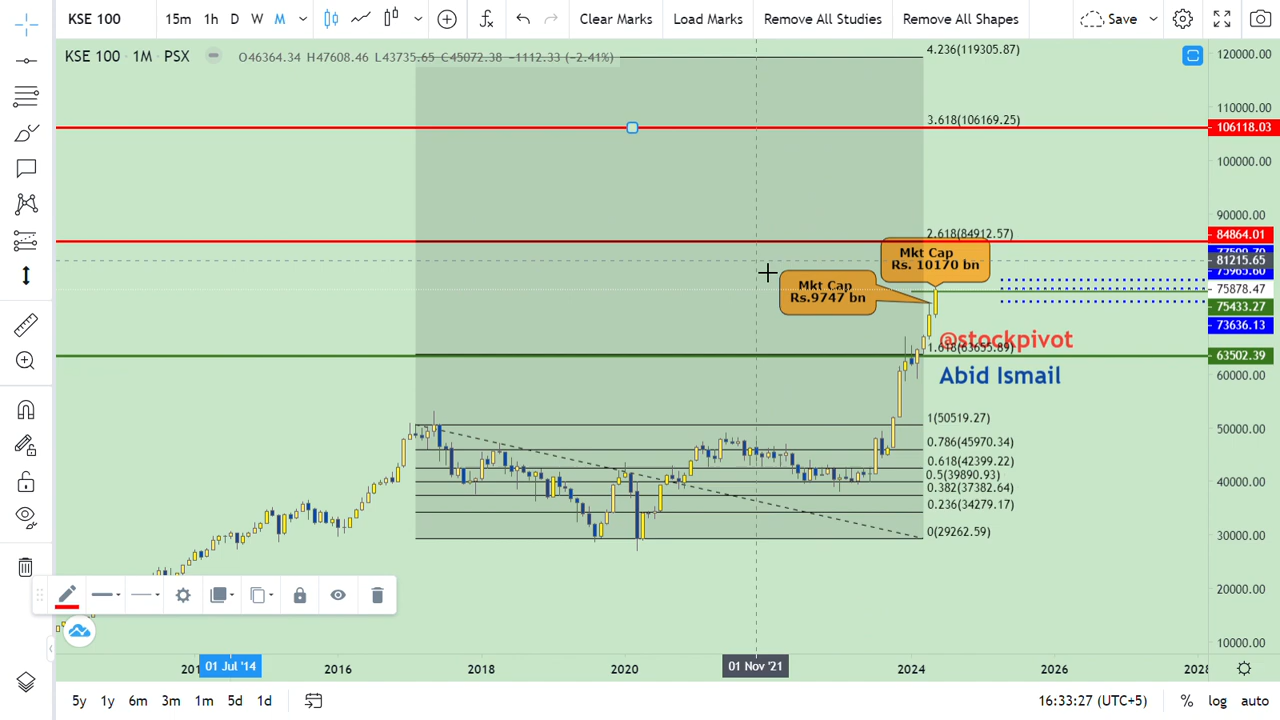 KSE 100
15m
1h
D
W
M
Clear Marks
Load Marks
Remove All Studies
Remove All Shapes
Save
KSE 100 1M PSX
O46364.34 H47608.46 L43735.65 C45072.38 −1112.33 (−2.41%)
4.236(119305.87)
3.618(106169.25)
2.618(84912.57)
Mkt Cap
Rs. 10170 bn
Mkt Cap
Rs.9747 bn
@stockpivot
1.618(63655.89)
Abid Ismail
1(50519.27)
0.786(45970.34)
0.618(42399.22)
0.5(39890.93)
0.382(37382.64)
0.236(34279.17)
0(29262.59)
120000.00
110000.00
106118.03
100000.00
90000.00
84864.01
81215.65
75878.47
75433.27
73636.13
63502.39
60000.00
50000.00
40000.00
30000.00
20000.00
10000.00
01 Jul '14
2016
2018
2020
01 Nov '21
2024
2026
2028
5y
1y
6m
3m
1m
5d
1d
16:33:27 (UTC+5)
%
log
auto